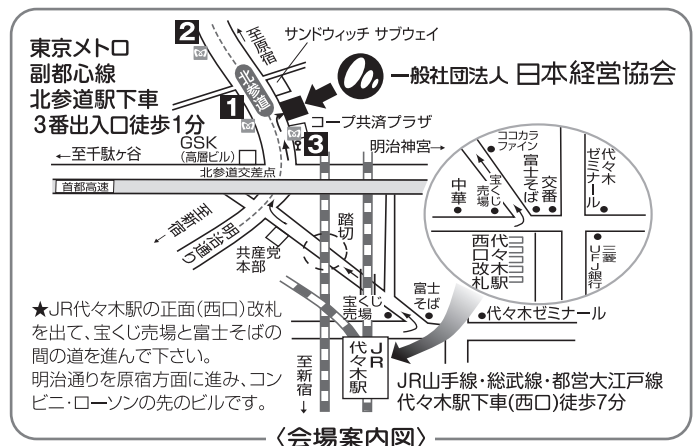 東京メトロ
副都心線
北参道駅下車
3番出入口徒歩1分
2
至原宿
サンドウィッチ サブウェイ
北参道
一般社団法人 日本経営協会
1
3
コープ共済プラザ
GSK
(高層ビル)
←至千駄ヶ谷
明治神宮→
北参道交差点
首都高速
至新宿
明治通り
共産党
本部
踏切
宝くじ
売場
富士
そば
代々木ゼミナール
ココカラ
ファイン
中華
宝くじ
売場
富士そば
交番
代々木
ゼミナール
代々木駅
西口改札
三菱
UFJ銀行
★JR代々木駅の正面(西口)改札
を出て、宝くじ売場と富士そばの
間の道を進んで下さい。
明治通りを原宿方面に進み、コン
ビニ・ローソンの先のビルです。
至新宿
↓
JR
代々木駅
JR山手線・総武線・都営大江戸線
代々木駅下車(西口)徒歩7分
〈会場案内図〉